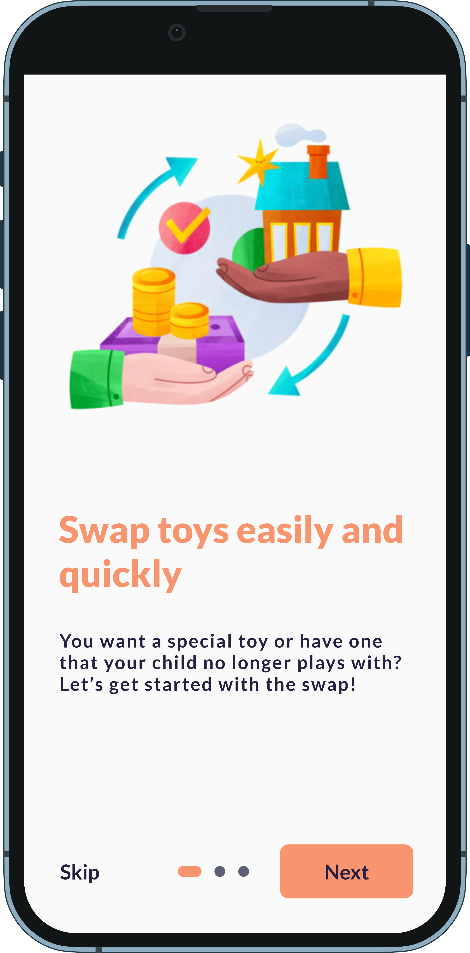 Swap toys easily and
quickly
You want a special toy or have one
that your child no longer plays with?
Let's get started with the swap!
Skip
Next